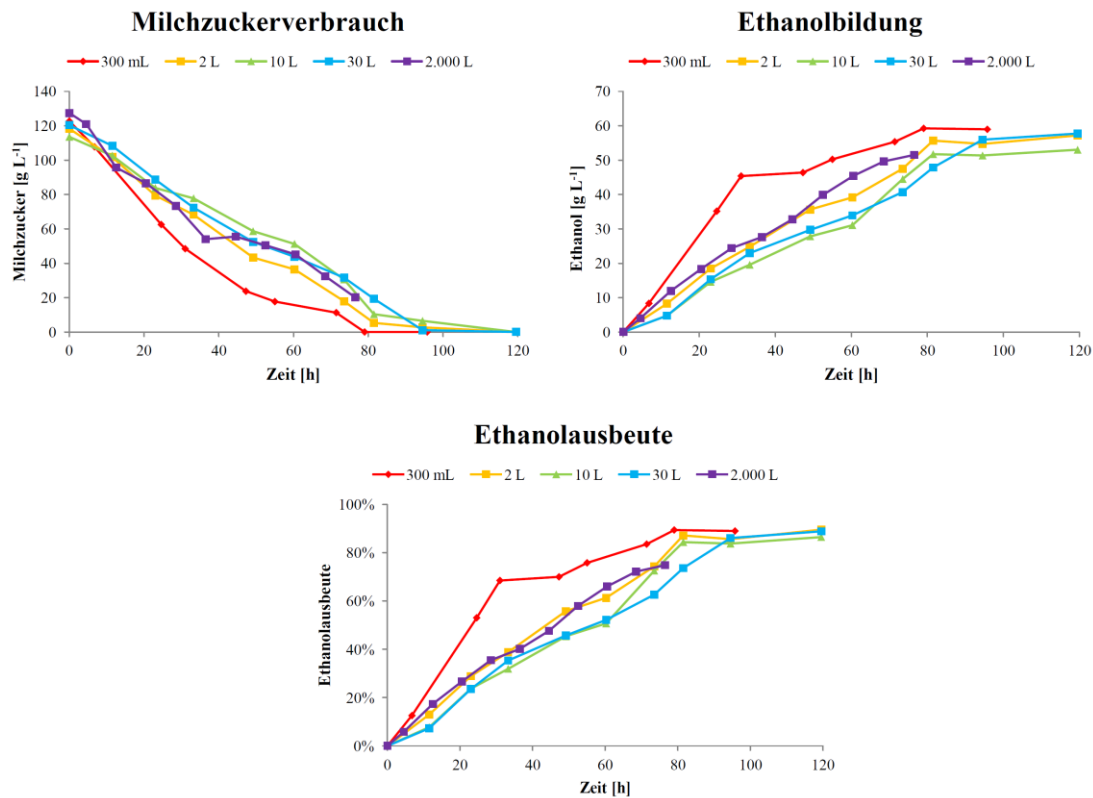 Milchzuckerverbrauch
300 mL 2 L 10 L 30 L 2.000 L
140
120
100
80
60
40
20
0
Milchzucker [g L⁻¹]
0 20 40 60 80 100 120
Zeit [h]
Ethanolbildung
300 mL 2 L 10 L 30 L 2.000 L
70
60
50
40
30
20
10
0
Ethanol [g L⁻¹]
0 20 40 60 80 100 120
Zeit [h]
Ethanolausbeute
300 mL 2 L 10 L 30 L 2.000 L
100%
80%
60%
40%
20%
0%
Ethanolausbeute
0 20 40 60 80 100 120
Zeit [h]